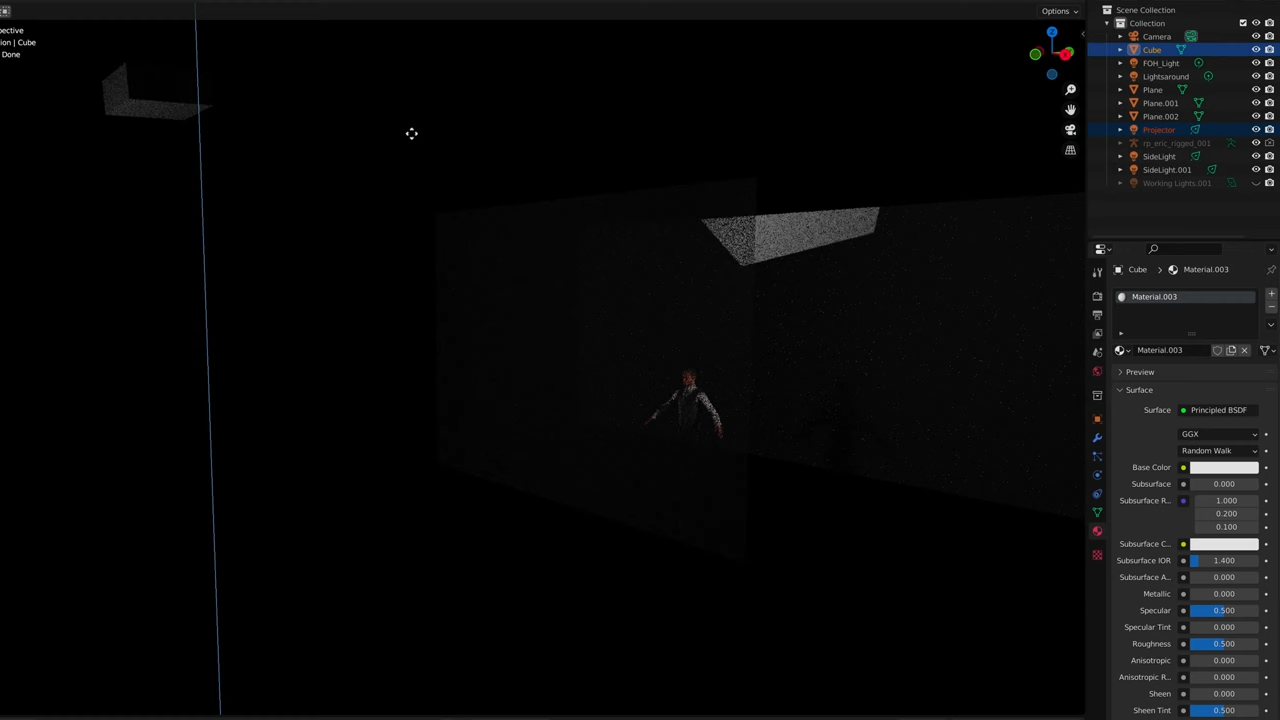 Options
spective
on | Cube
Done
Z
Scene Collection
Collection
Camera
Cube
FOH_Light
Lightsaround
Plane
Plane.001
Plane.002
Projector
rp_eric_rigged_001
SideLight
SideLight.001
Working Lights.001
Cube > Material.003
Material.003
Material.003
Preview
Surface
Surface Principled BSDF
GGX
Random Walk
Base Color
Subsurface 0.000
Subsurface R.. 1.000
0.200
0.100
Subsurface C..
Subsurface IOR 1.400
Subsurface A.. 0.000
Metallic 0.000
Specular 0.500
Specular Tint 0.000
Roughness 0.500
Anisotropic 0.000
Anisotropic R.. 0.000
Sheen 0.000
Sheen Tint 0.500